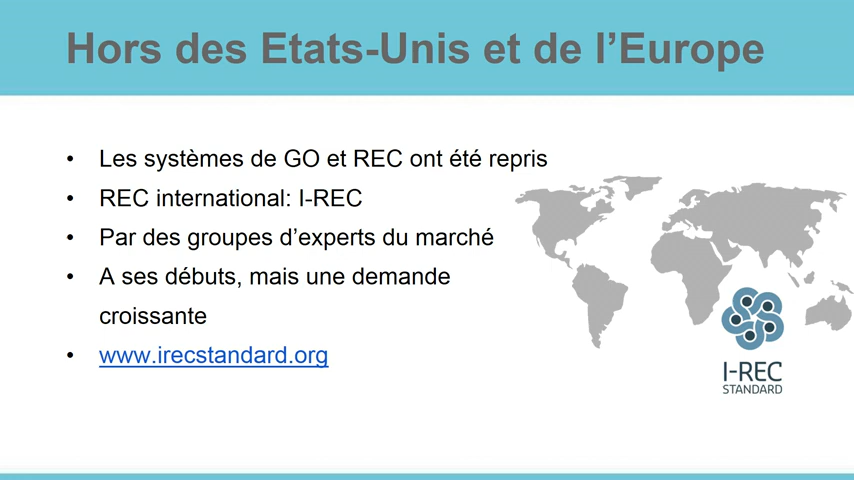 Hors des Etats-Unis et de l’Europe
• Les systèmes de GO et REC ont été repris
• REC international: I-REC
• Par des groupes d’experts du marché
• A ses débuts, mais une demande
croissante
• www.irecstandard.org
I-REC
STANDARD